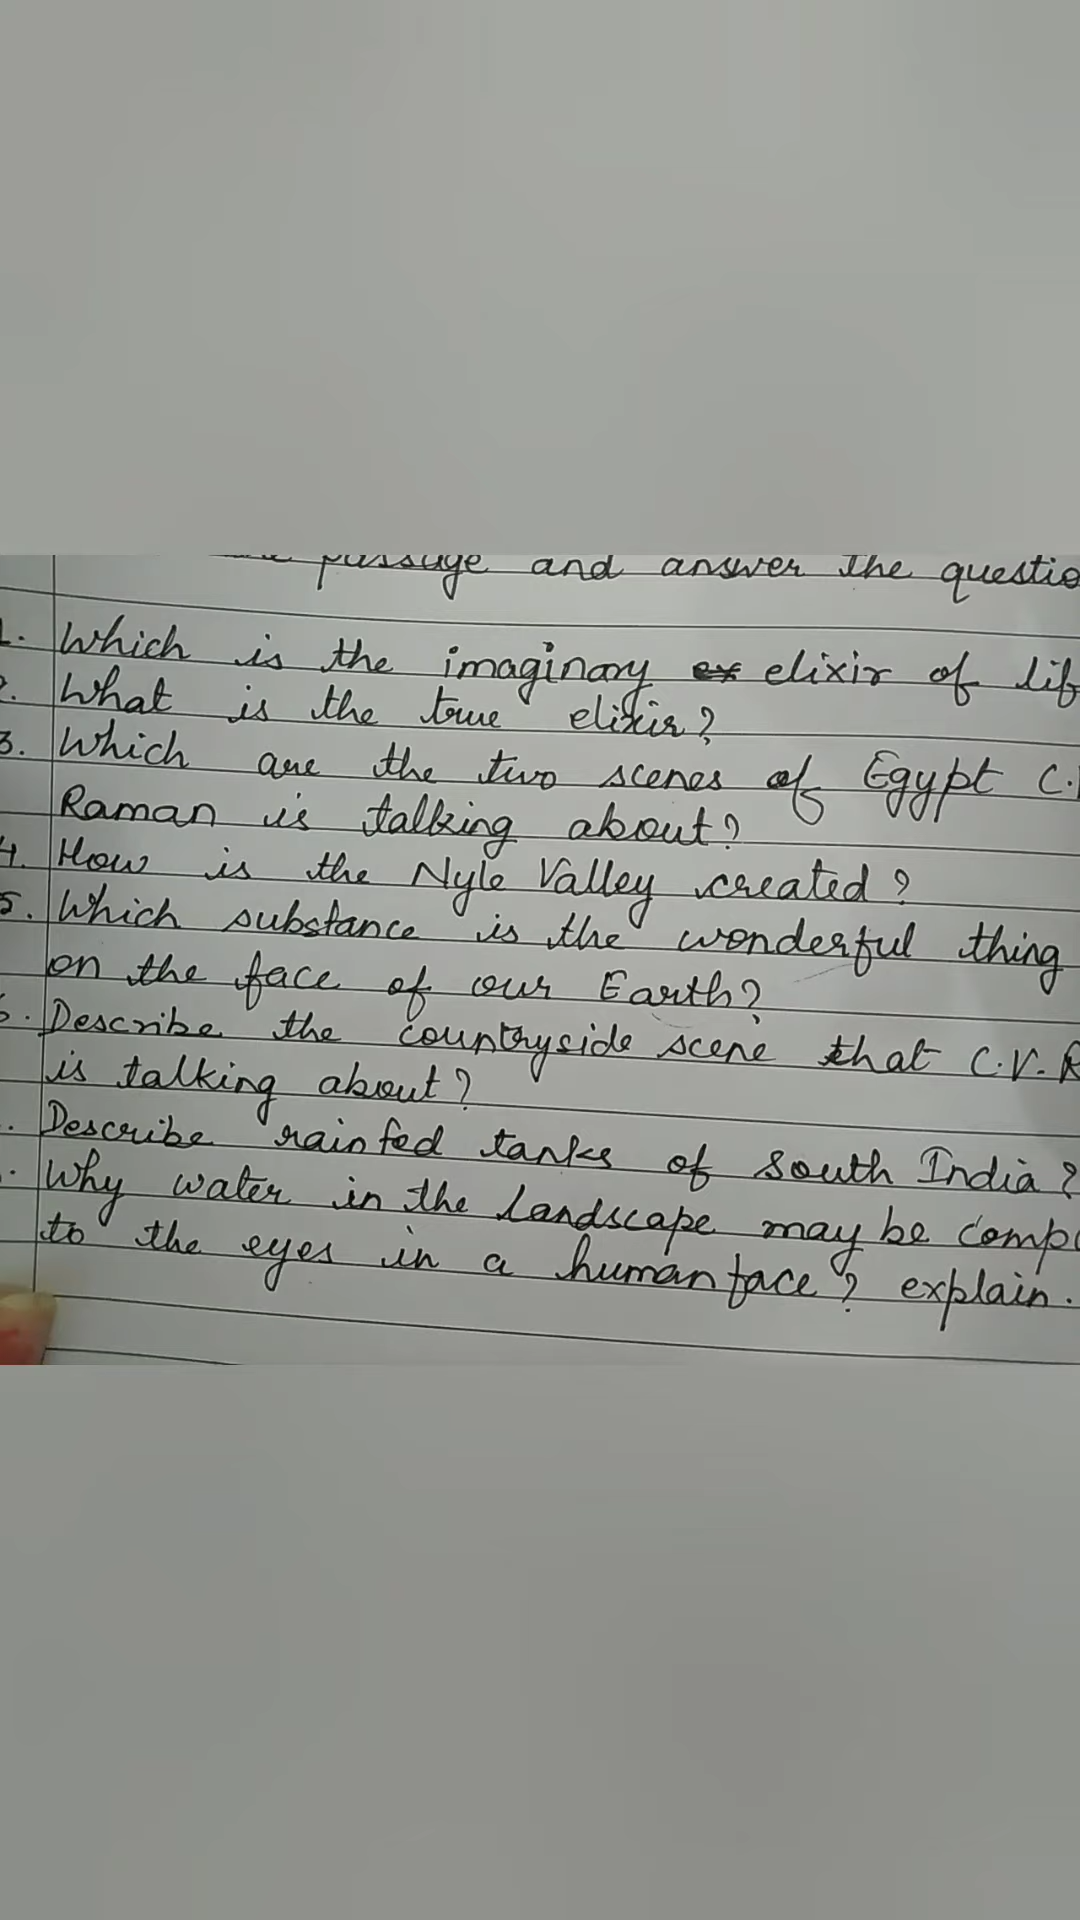 passage and answer the questio
1. Which is the imaginary ex elixir of lif
2. What is the true elixir?
3. Which are the two scenes of Egypt C.
Raman is talking about?
4. How is the Nyle Valley created?
5. Which substance is the wonderful thing
on the face of our Earth?
6. Describe the countryside scene that C.V. R
is talking about?
. Describe rainfed tanks of South India?
. Why water in the landscape may be comp
to the eyes in a human face? explain.